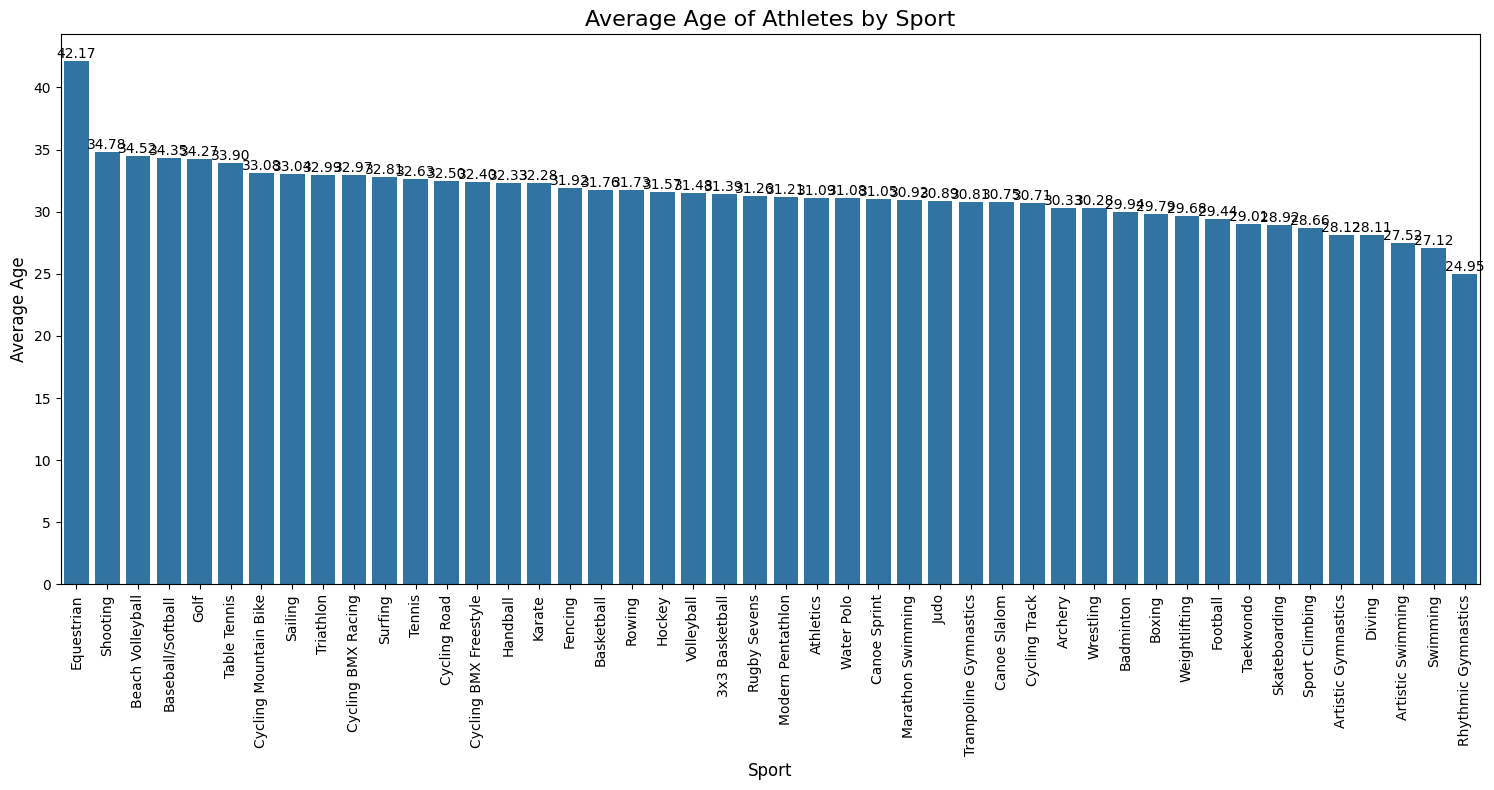 Average Age of Athletes by Sport
42.17
34.78
34.52
34.35
34.27
33.90
33.08
33.04
32.99
32.97
32.81
32.63
32.50
32.40
32.33
32.28
31.92
31.76
31.73
31.57
31.48
31.39
31.26
31.21
31.09
31.08
31.05
30.93
30.89
30.81
30.75
30.71
30.33
30.28
29.94
29.79
29.68
29.44
29.01
28.92
28.66
28.12
28.11
27.52
27.12
24.95
Average Age
40
35
30
25
20
15
10
5
0
Equestrian
Shooting
Beach Volleyball
Baseball/Softball
Golf
Table Tennis
Cycling Mountain Bike
Sailing
Triathlon
Cycling BMX Racing
Surfing
Tennis
Cycling Road
Cycling BMX Freestyle
Handball
Karate
Fencing
Basketball
Rowing
Hockey
Volleyball
3x3 Basketball
Rugby Sevens
Modern Pentathlon
Athletics
Water Polo
Canoe Sprint
Marathon Swimming
Judo
Trampoline Gymnastics
Canoe Slalom
Cycling Track
Archery
Wrestling
Badminton
Boxing
Weightlifting
Football
Taekwondo
Skateboarding
Sport Climbing
Artistic Gymnastics
Diving
Artistic Swimming
Swimming
Rhythmic Gymnastics
Sport